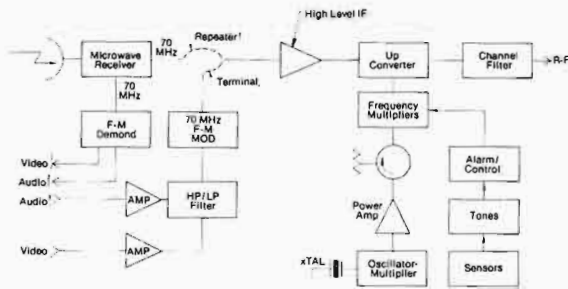 High Level IF
70
MHz
Repeater
Microwave
Receiver
Up
Converter
Channel
Filter
R-F
Terminal
70
MHz
Frequency
Multipliers
70 MHz
F-M
MOD
F-M
Demond
Video
Alarm/
Control
Audio
Audio
AMP
HP/LP
Filter
Power
Amp
Tones
Video
AMP
xTAL
Oscillator-
Multiplier
Sensors